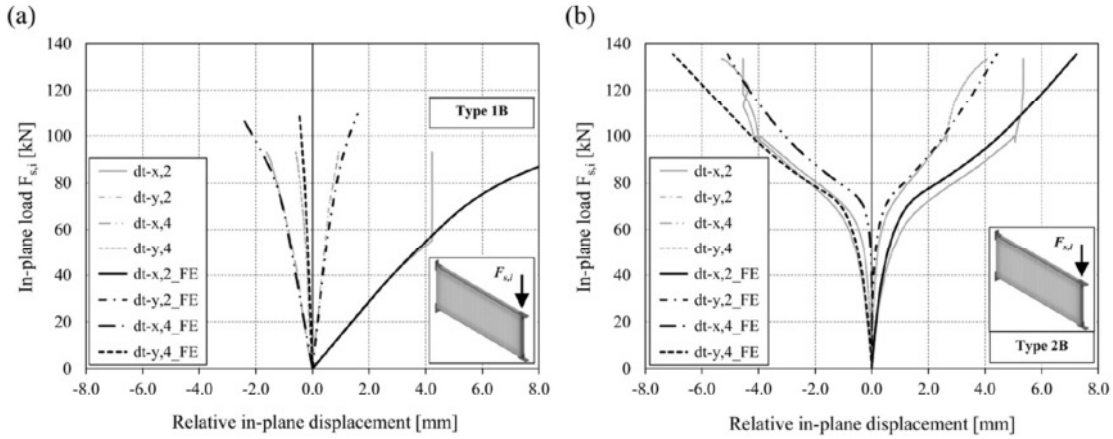 (a)
In-plane load Fs,i [kN]
140
120
100
80
60
40
20
0
Type 1B
dt-x,2
dt-y,2
dt-x,4
dt-y,4
dt-x,2_FE
dt-y,2_FE
dt-x,4_FE
dt-y,4_FE
Fs,i
-8.0 -6.0 -4.0 -2.0 0.0 2.0 4.0 6.0 8.0
Relative in-plane displacement [mm]
(b)
In-plane load Fs,i [kN]
140
120
100
80
60
40
20
0
dt-x,2
dt-y,2
dt-x,4
dt-y,4
dt-x,2_FE
dt-y,2_FE
dt-x,4_FE
dt-y,4_FE
Fs,i
Type 2B
-8.0 -6.0 -4.0 -2.0 0.0 2.0 4.0 6.0 8.0
Relative in-plane displacement [mm]